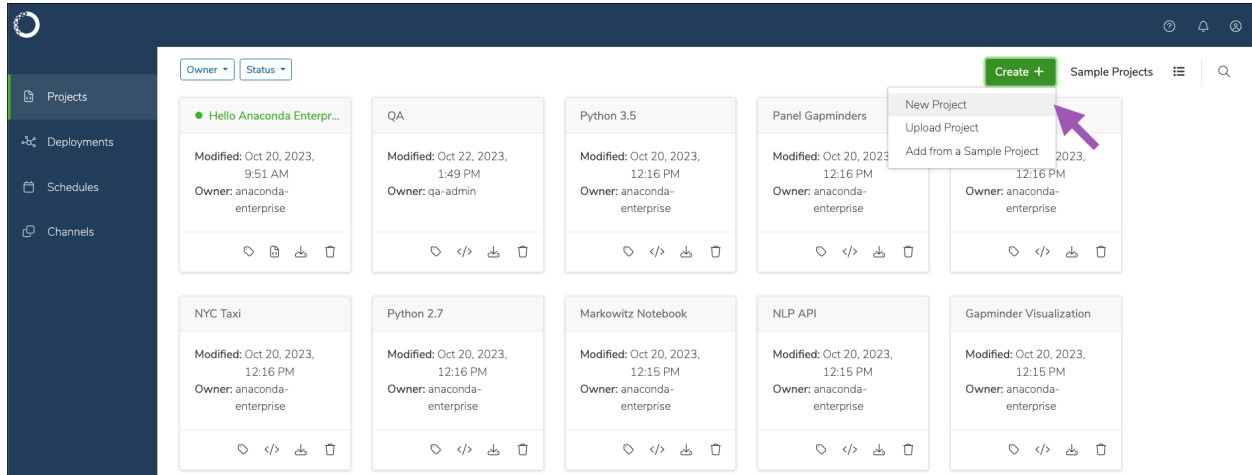 Owner
Status
Create +
Sample Projects
New Project
Upload Project
Add from a Sample Project
Projects
Deployments
Schedules
Channels
Hello Anaconda Enterpr...
Modified: Oct 20, 2023,
9:51 AM
Owner: anaconda-
enterprise
QA
Modified: Oct 22, 2023,
1:49 PM
Owner: qa-admin
Python 3.5
Modified: Oct 20, 2023,
12:16 PM
Owner: anaconda-
enterprise
Panel Gapminders
Modified: Oct 20, 2023
12:16 PM
Owner: anaconda-
enterprise
2023,
12:16 PM
Owner: anaconda-
enterprise
NYC Taxi
Modified: Oct 20, 2023,
12:16 PM
Owner: anaconda-
enterprise
Python 2.7
Modified: Oct 20, 2023,
12:16 PM
Owner: anaconda-
enterprise
Markowitz Notebook
Modified: Oct 20, 2023,
12:15 PM
Owner: anaconda-
enterprise
NLP API
Modified: Oct 20, 2023,
12:15 PM
Owner: anaconda-
enterprise
Gapminder Visualization
Modified: Oct 20, 2023,
12:15 PM
Owner: anaconda-
enterprise